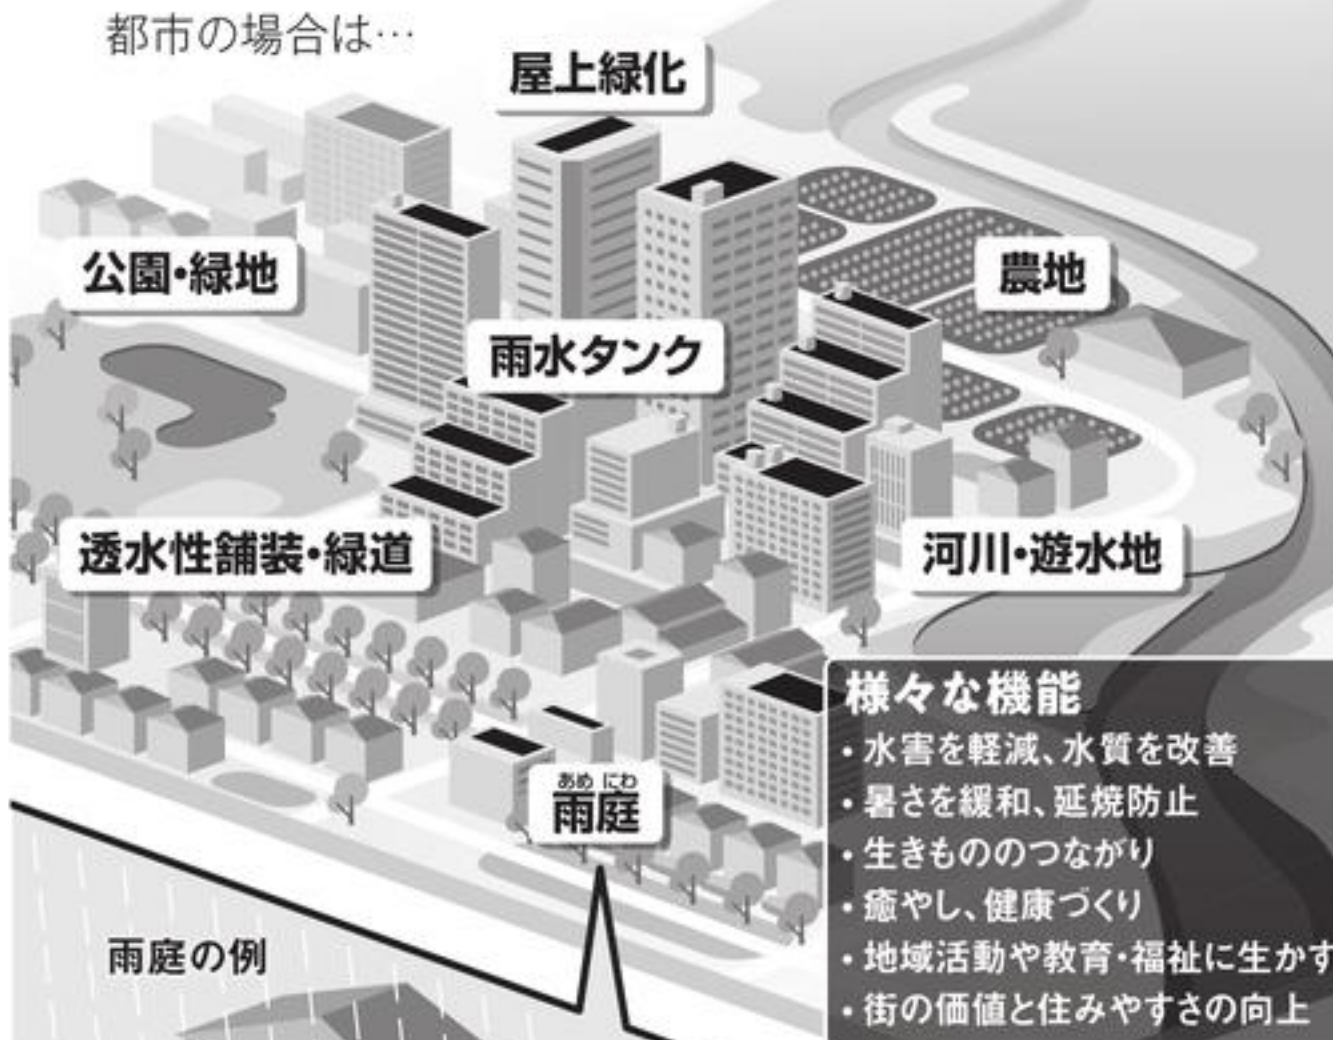 都市の場合は…
屋上緑化
公園・緑地
農地
雨水タンク
透水性舗装・緑道
河川・遊水地
あめ にわ
雨庭
雨庭の例
様々な機能
・水害を軽減、水質を改善
・暑さを緩和、延焼防止
・生きもののつながり
・癒やし、健康づくり
・地域活動や教育・福祉に生かす
・街の価値と住みやすさの向上